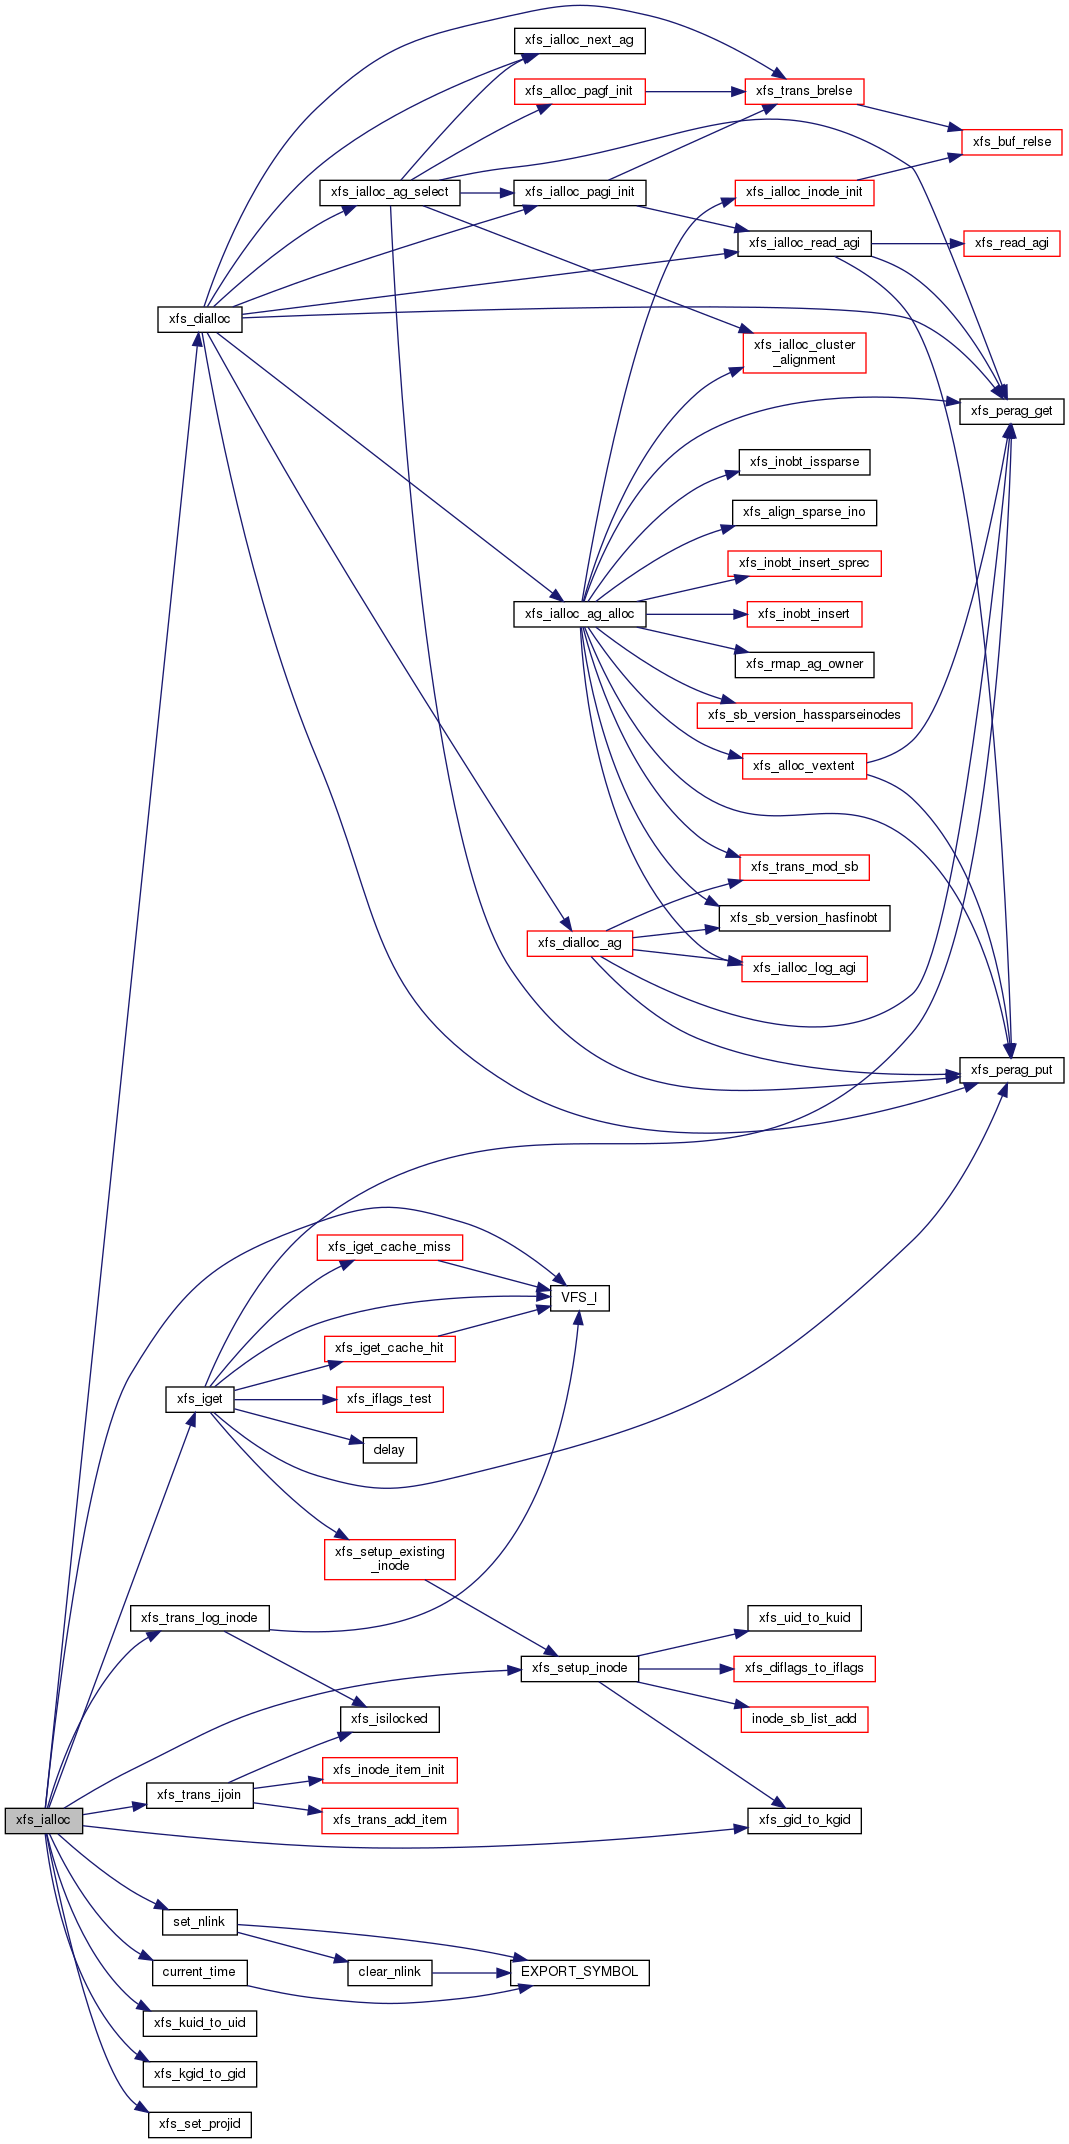 xfs_ialloc_next_ag
xfs_alloc_pagf_init
xfs_trans_brelse
xfs_buf_relse
xfs_ialloc_ag_select
xfs_ialloc_pagi_init
xfs_ialloc_inode_init
xfs_ialloc_read_agi
xfs_read_agi
xfs_dialloc
xfs_ialloc_cluster
_alignment
xfs_perag_get
xfs_inobt_issparse
xfs_align_sparse_ino
xfs_inobt_insert_sprec
xfs_ialloc_ag_alloc
xfs_inobt_insert
xfs_rmap_ag_owner
xfs_sb_version_hassparseinodes
xfs_alloc_vextent
xfs_trans_mod_sb
xfs_sb_version_hasfinobt
xfs_dialloc_ag
xfs_ialloc_log_agi
xfs_perag_put
xfs_iget_cache_miss
VFS_I
xfs_iget_cache_hit
xfs_iget
xfs_iflags_test
delay
xfs_setup_existing
_inode
xfs_trans_log_inode
xfs_uid_to_kuid
xfs_setup_inode
xfs_diflags_to_iflags
xfs_isilocked
inode_sb_list_add
xfs_inode_item_init
xfs_trans_ijoin
xfs_ialloc
xfs_trans_add_item
xfs_gid_to_kgid
set_nlink
current_time
clear_nlink
EXPORT_SYMBOL
xfs_kuid_to_uid
xfs_kgid_to_gid
xfs_set_projid